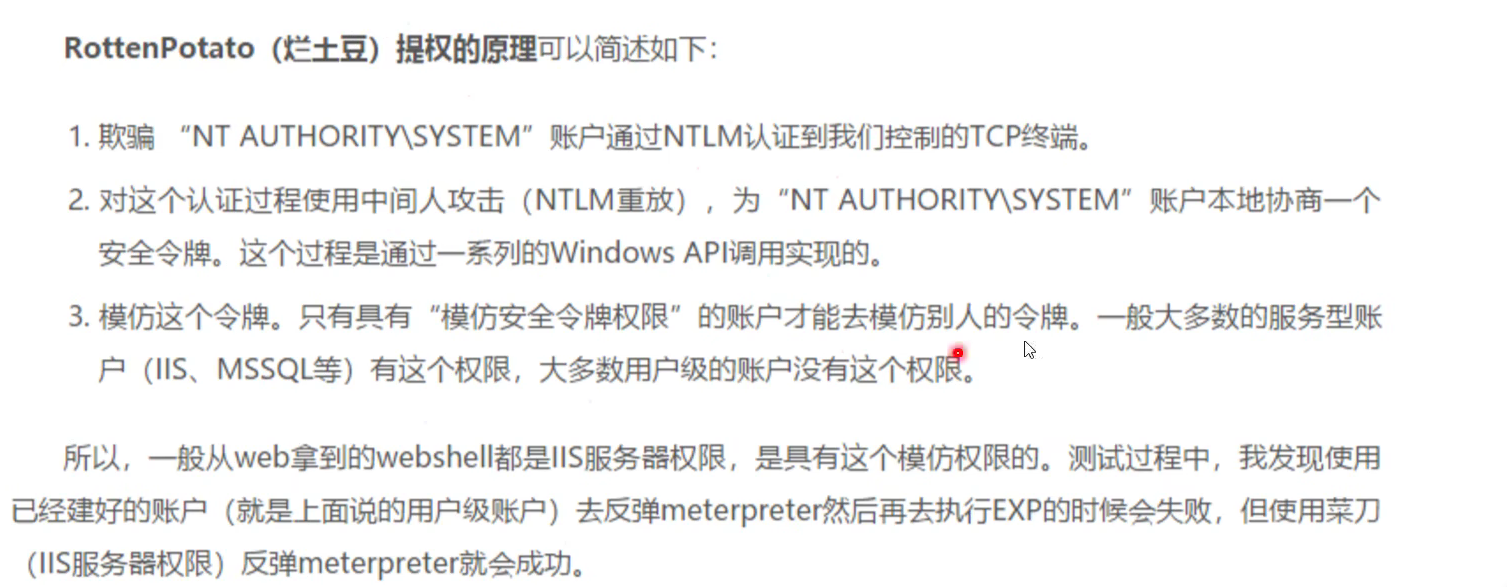 RottenPotato（烂土豆）提权的原理可以简述如下：
1. 欺骗 “NT AUTHORITY\SYSTEM”账户通过NTLM认证到我们控制的TCP终端。
2. 对这个认证过程使用中间人攻击（NTLM重放），为“NT AUTHORITY\SYSTEM”账户本地协商一个
安全令牌。这个过程是通过一系列的Windows API调用实现的。
3. 模仿这个令牌。只有具有“模仿安全令牌权限”的账户才能去模仿别人的令牌。一般大多数的服务型账
户（IIS、MSSQL等）有这个权限，大多数用户级的账户没有这个权限。
所以，一般从web拿到的webshell都是IIS服务器权限，是具有这个模仿权限的。测试过程中，我发现使用
已经建好的账户（就是上面说的用户级账户）去反弹meterpreter然后再去执行EXP的时候会失败，但使用菜刀
（IIS服务器权限）反弹meterpreter就会成功。